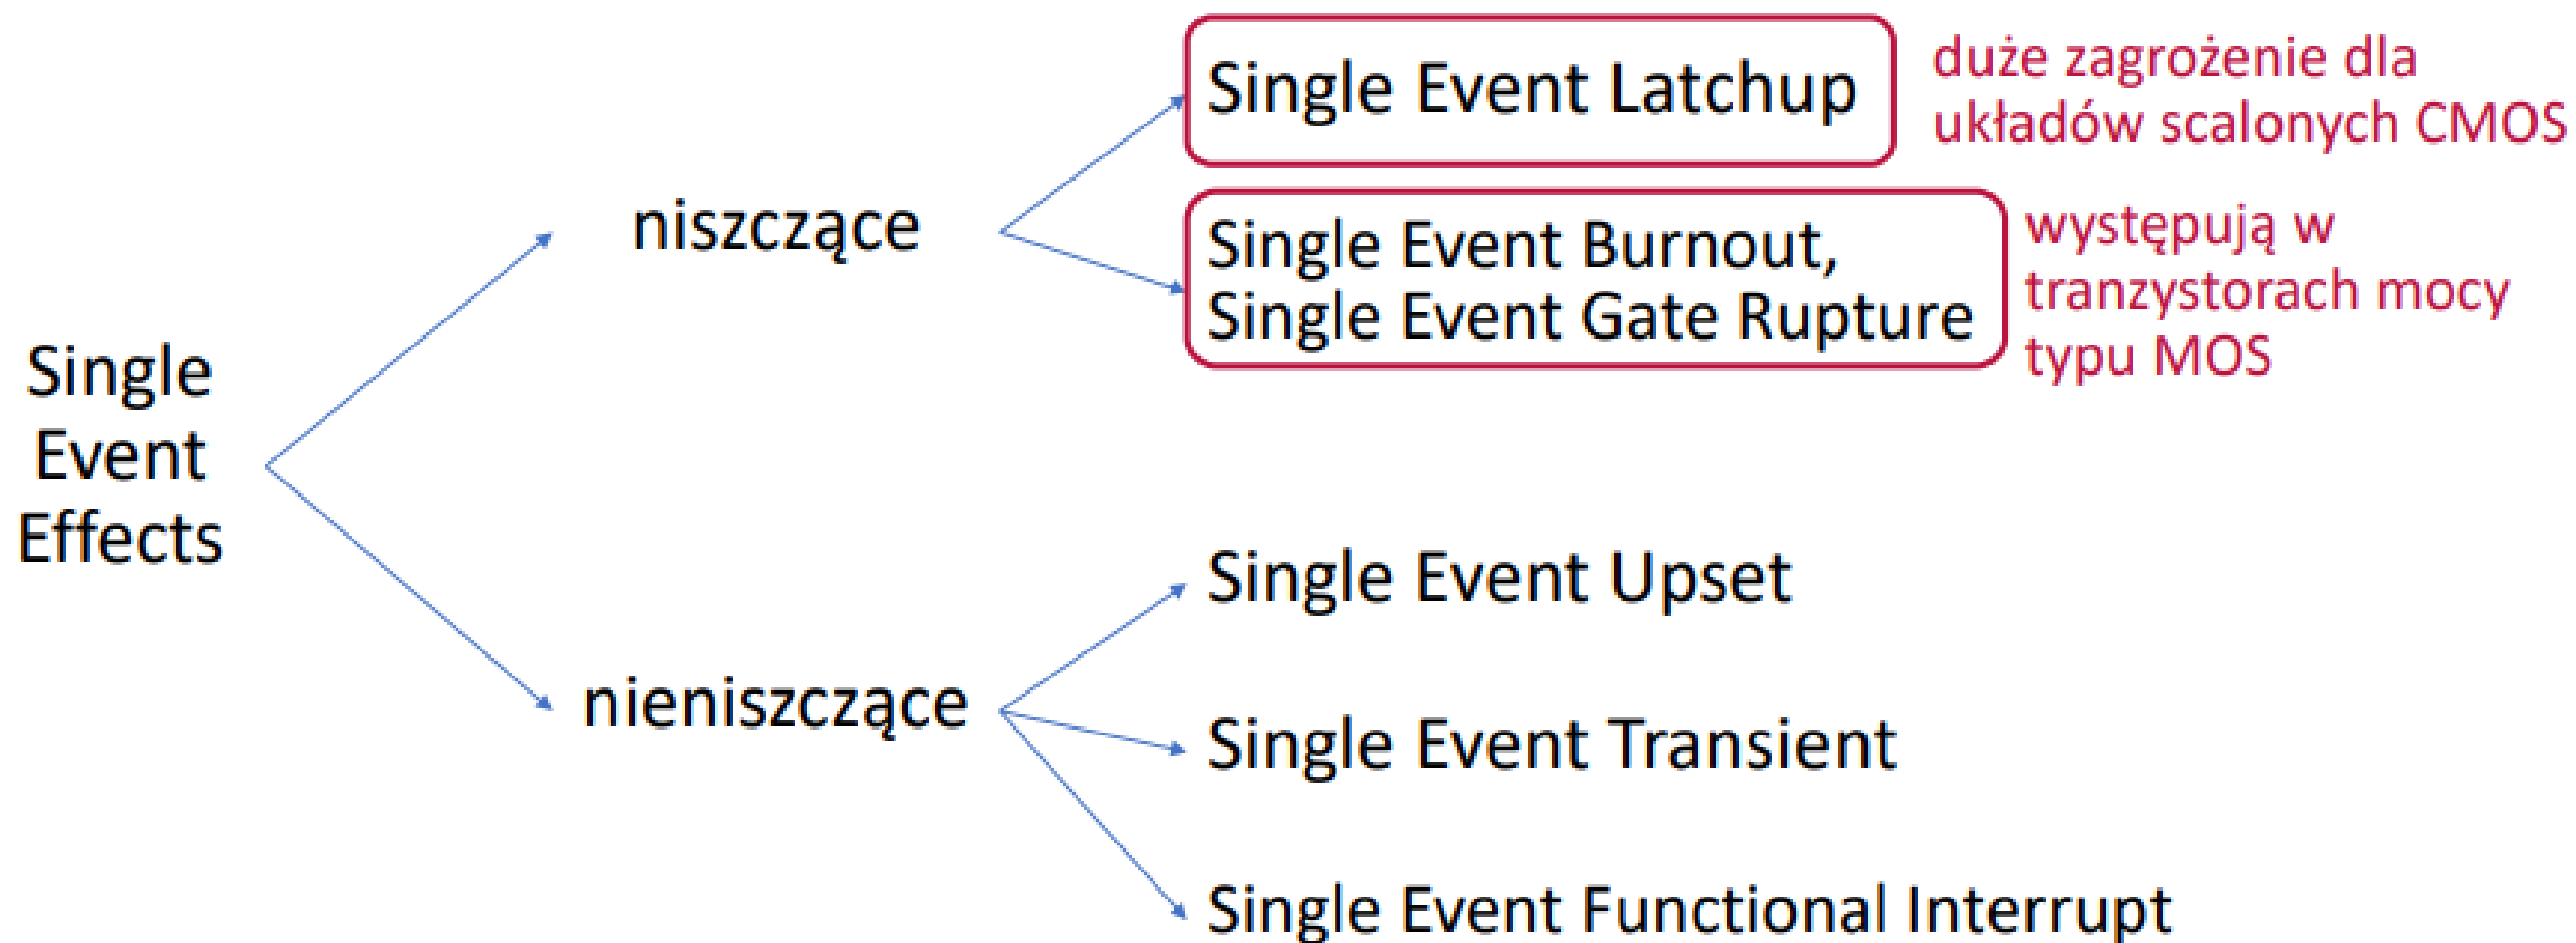 Single
Event
Effects
niszczące
Single Event Latchup
duże zagrożenie dla
układów scalonych CMOS
Single Event Burnout,
Single Event Gate Rupture
występują w
tranzystorach mocy
typu MOS
nieniszczące
Single Event Upset
Single Event Transient
Single Event Functional Interrupt